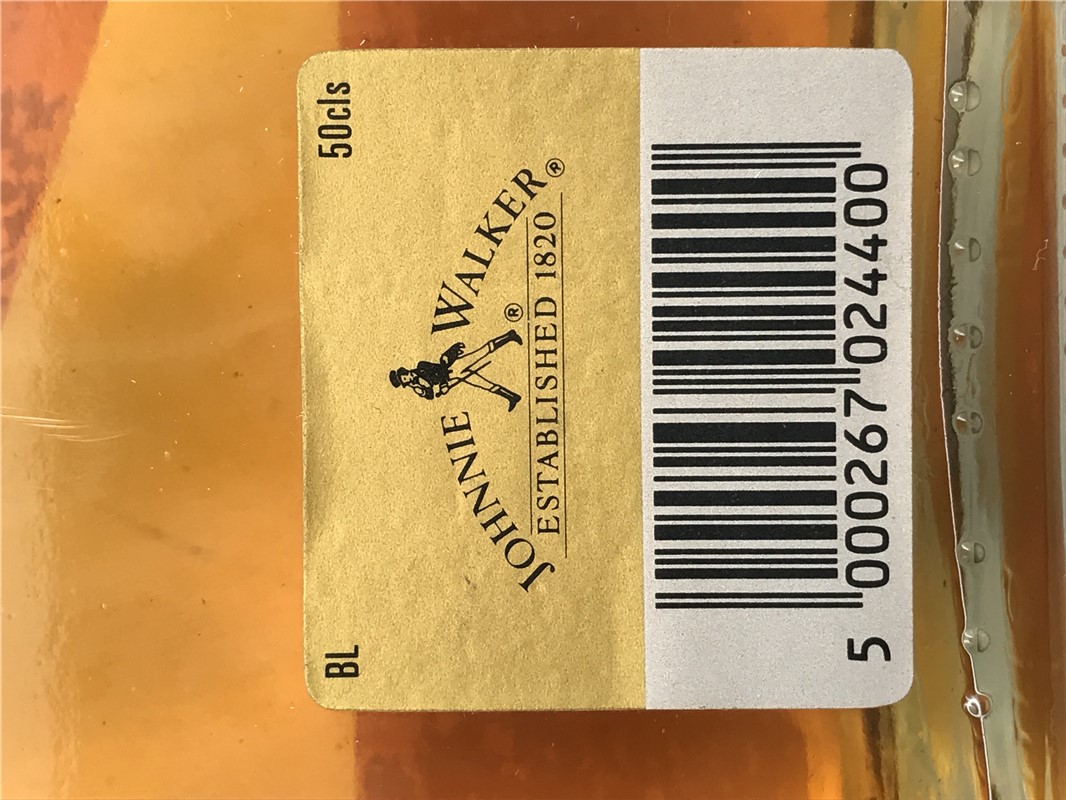 BL 50cls
JOHNNIE WALKER®
®
ESTABLISHED 1820
5 000267 024400